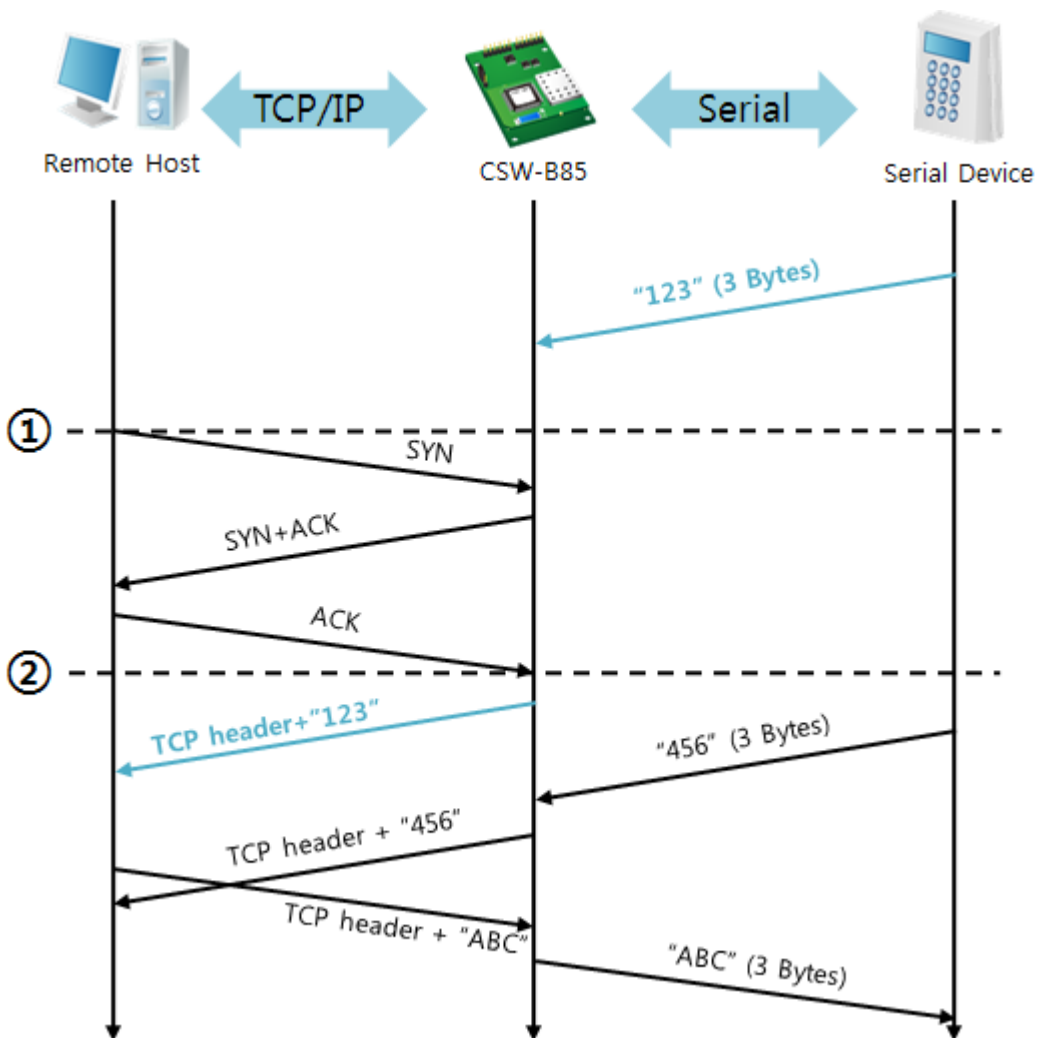 TCP/IP
Serial
Remote Host
CSW-B85
Serial Device
"123" (3 Bytes)
①
SYN
SYN+ACK
ACK
②
TCP header+"123"
"456" (3 Bytes)
TCP header + "456"
TCP header + "ABC"
"ABC" (3 Bytes)